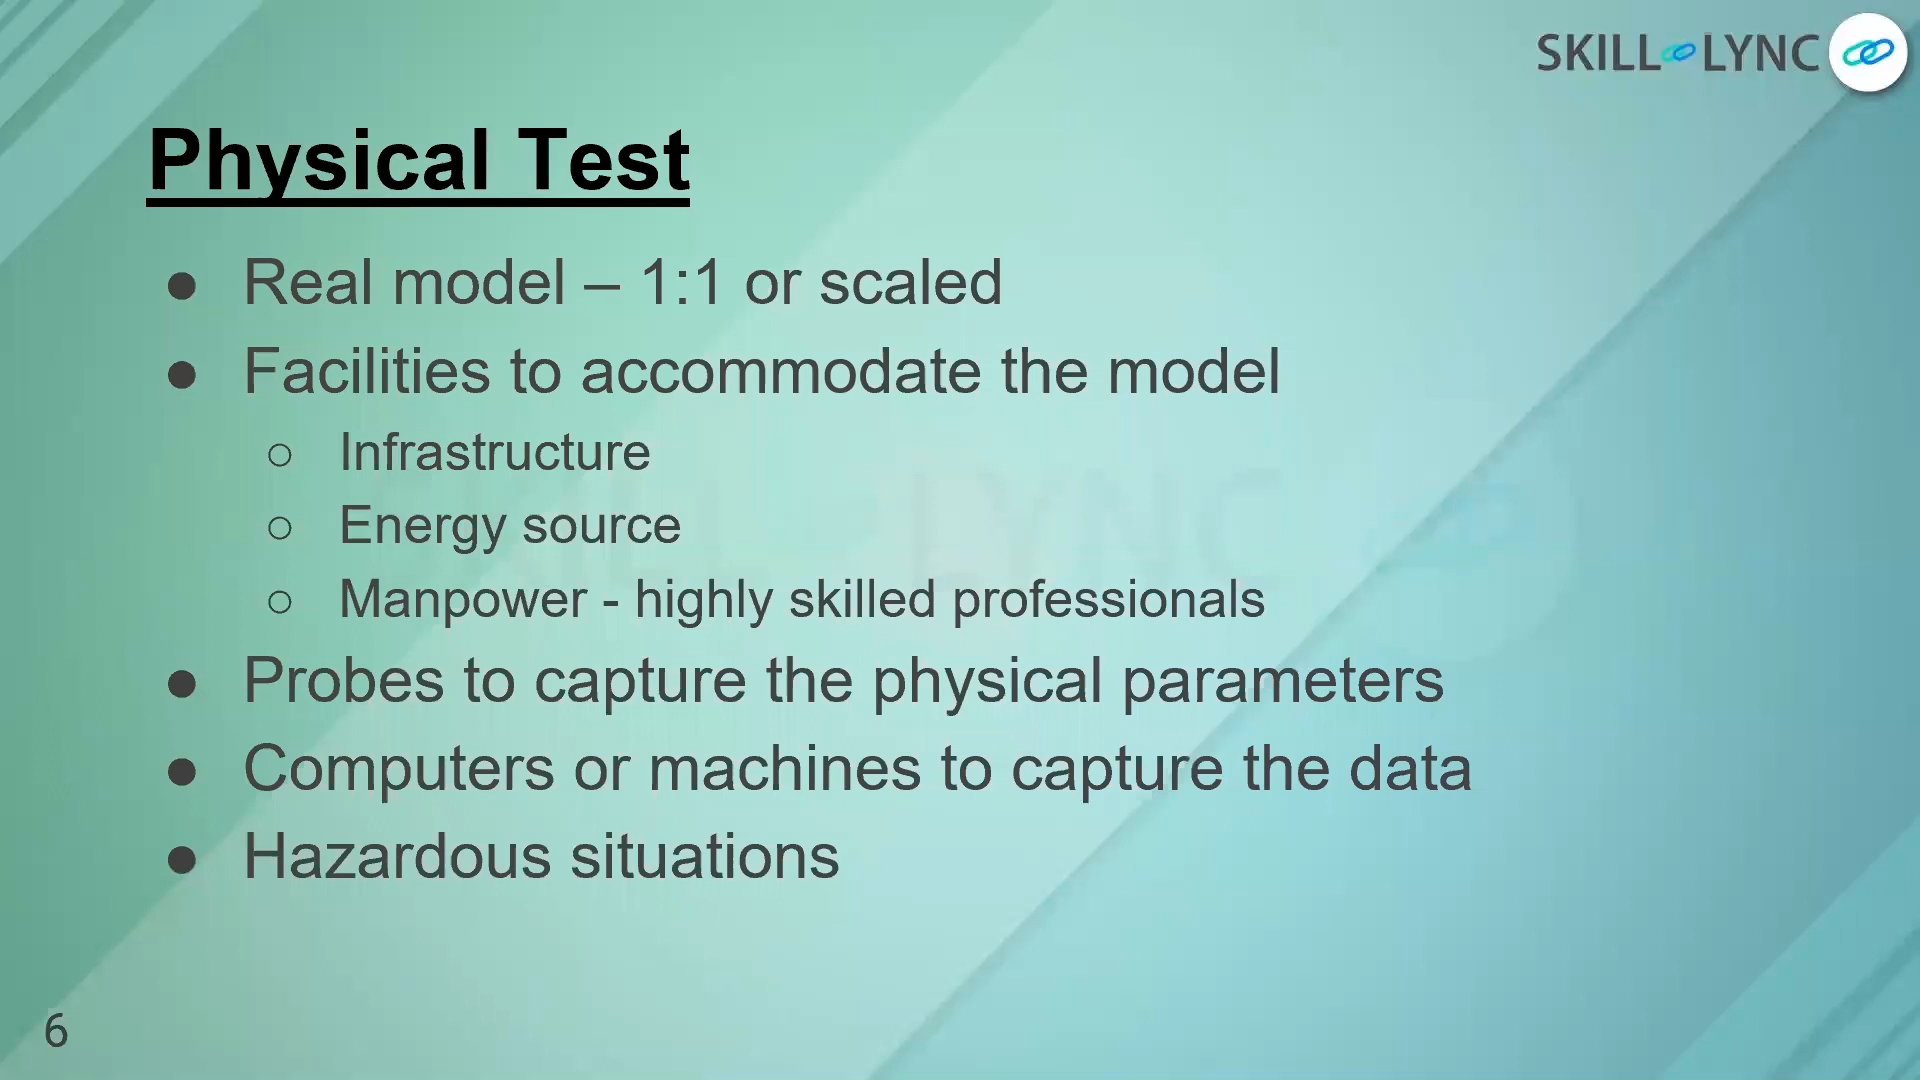 SKILL LYNC
Physical Test
● Real model – 1:1 or scaled
● Facilities to accommodate the model
○ Infrastructure
○ Energy source
○ Manpower - highly skilled professionals
● Probes to capture the physical parameters
● Computers or machines to capture the data
● Hazardous situations
SKILL LYNC
6